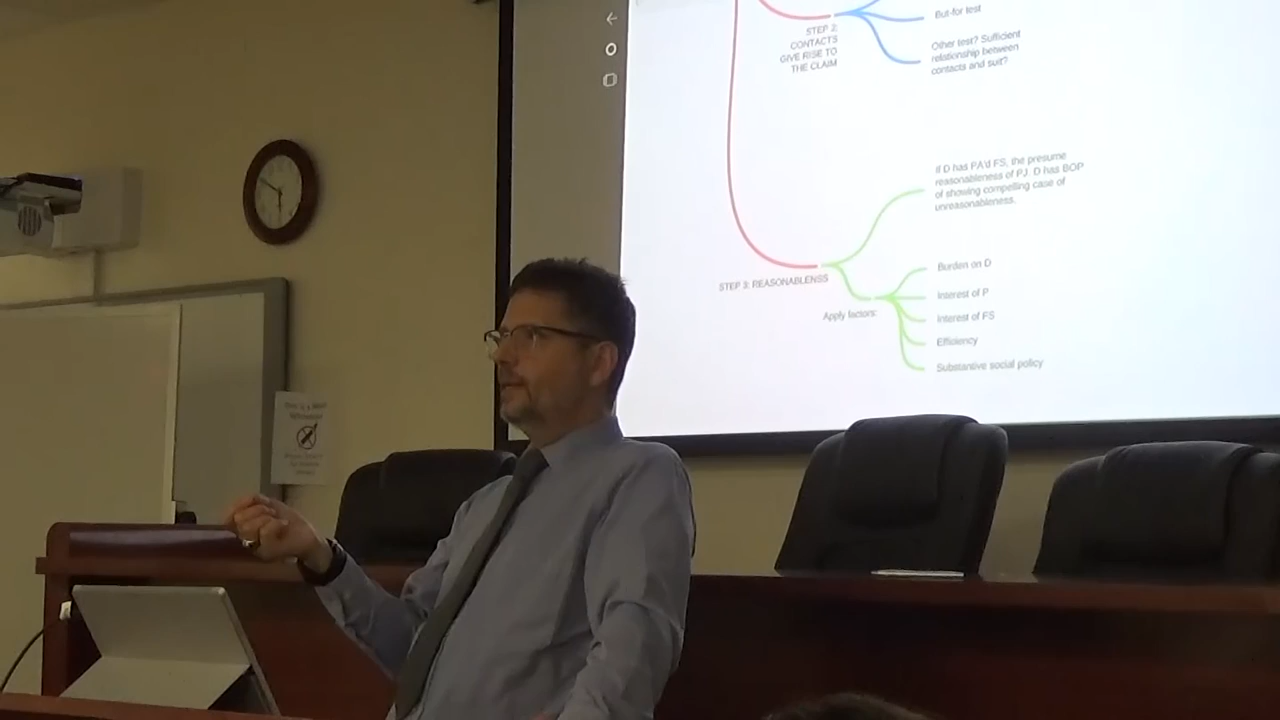 But-for test
STEP 2:
CONTACTS
GIVE RISE TO
THE CLAIM
Other test? Sufficient
relationship between
contacts and suit?
If D has PA'd FS, the presume
reasonableness of PJ. D has BOP
of showing compelling case of
unreasonableness.
STEP 3: REASONABLENSS
Apply factors:
Burden on D
Interest of P
Interest of FS
Efficiency
Substantive social policy